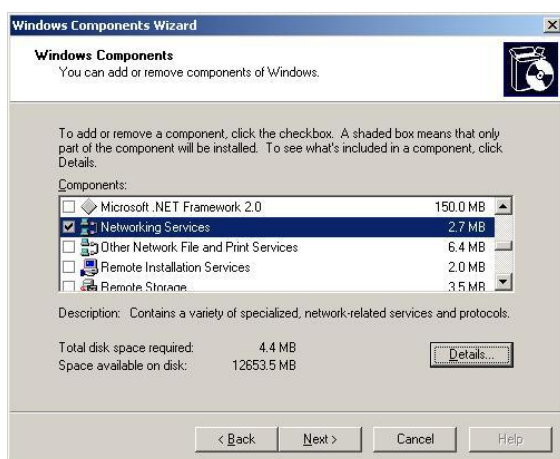 Windows Components Wizard
Windows Components
You can add or remove components of Windows.
To add or remove a component, click the checkbox. A shaded box means that only
part of the component will be installed. To see what's included in a component, click
Details.
Components:
Microsoft .NET Framework 2.0 150.0 MB
Networking Services 2.7 MB
Other Network File and Print Services 6.4 MB
Remote Installation Services 2.0 MB
Remote Storage 3.5 MB
Description: Contains a variety of specialized, network-related services and protocols.
Total disk space required: 4.4 MB
Space available on disk: 12653.5 MB
Details...
< Back Next > Cancel Help